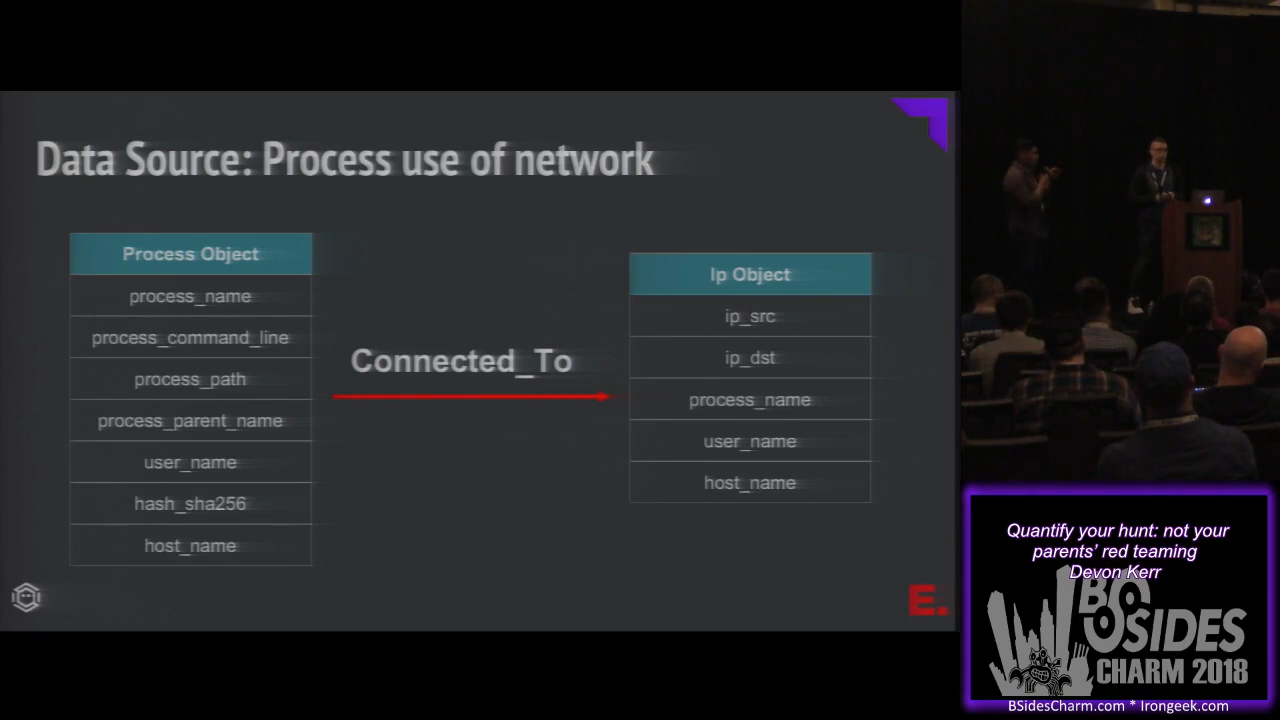 Data Source: Process use of network
Process Object
process_name
process_command_line
process_path
process_parent_name
user_name
hash_sha256
host_name
Connected_To
Ip Object
ip_src
ip_dst
process_name
user_name
host_name
E.
Quantify your hunt: not your
parents' red teaming
Devon Kerr
BSIDES
CHARM 2018
BSidesCharm.com * Irongeek.com